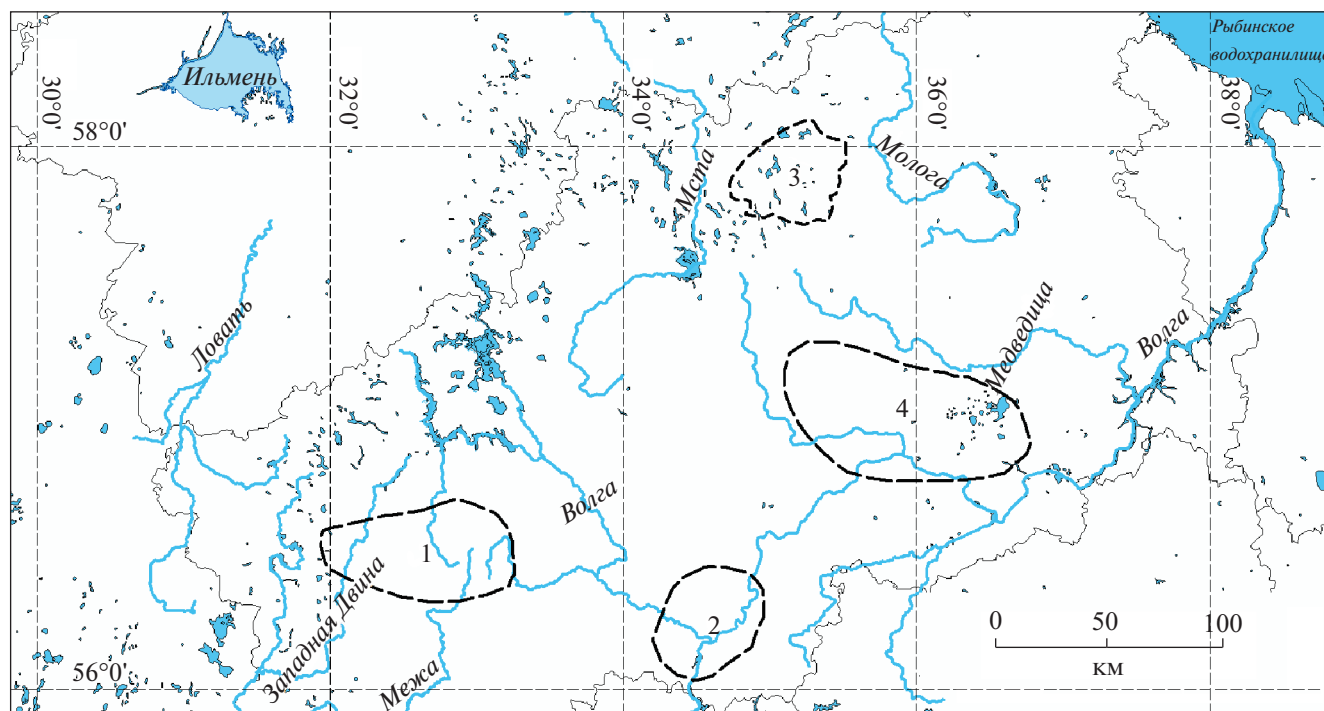 Ильмень
Рыбинское
водохранилище
30°0'
32°0'
34°0'
36°0'
38°0'
58°0'
Мста
3
Молога
Ловать
Медведица
Волга
4
Волга
1
2
Западная Двина
Межа
56°0'
0 50 100
км